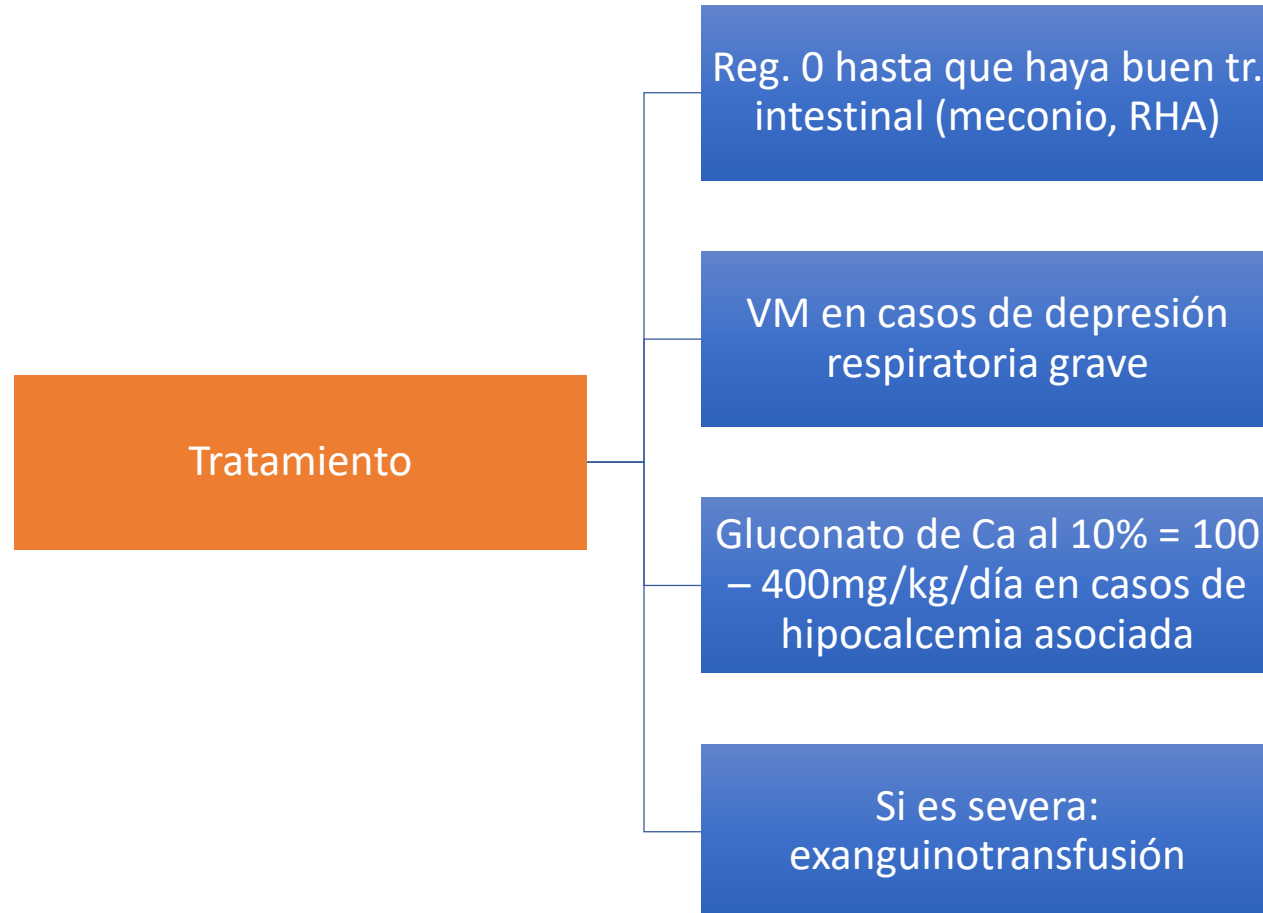 Tratamiento
Reg. 0 hasta que haya buen tr.
intestinal (meconio, RHA)
VM en casos de depresión
respiratoria grave
Gluconato de Ca al 10% = 100
– 400mg/kg/día en casos de
hipocalcemia asociada
Si es severa:
exanguinotransfusión